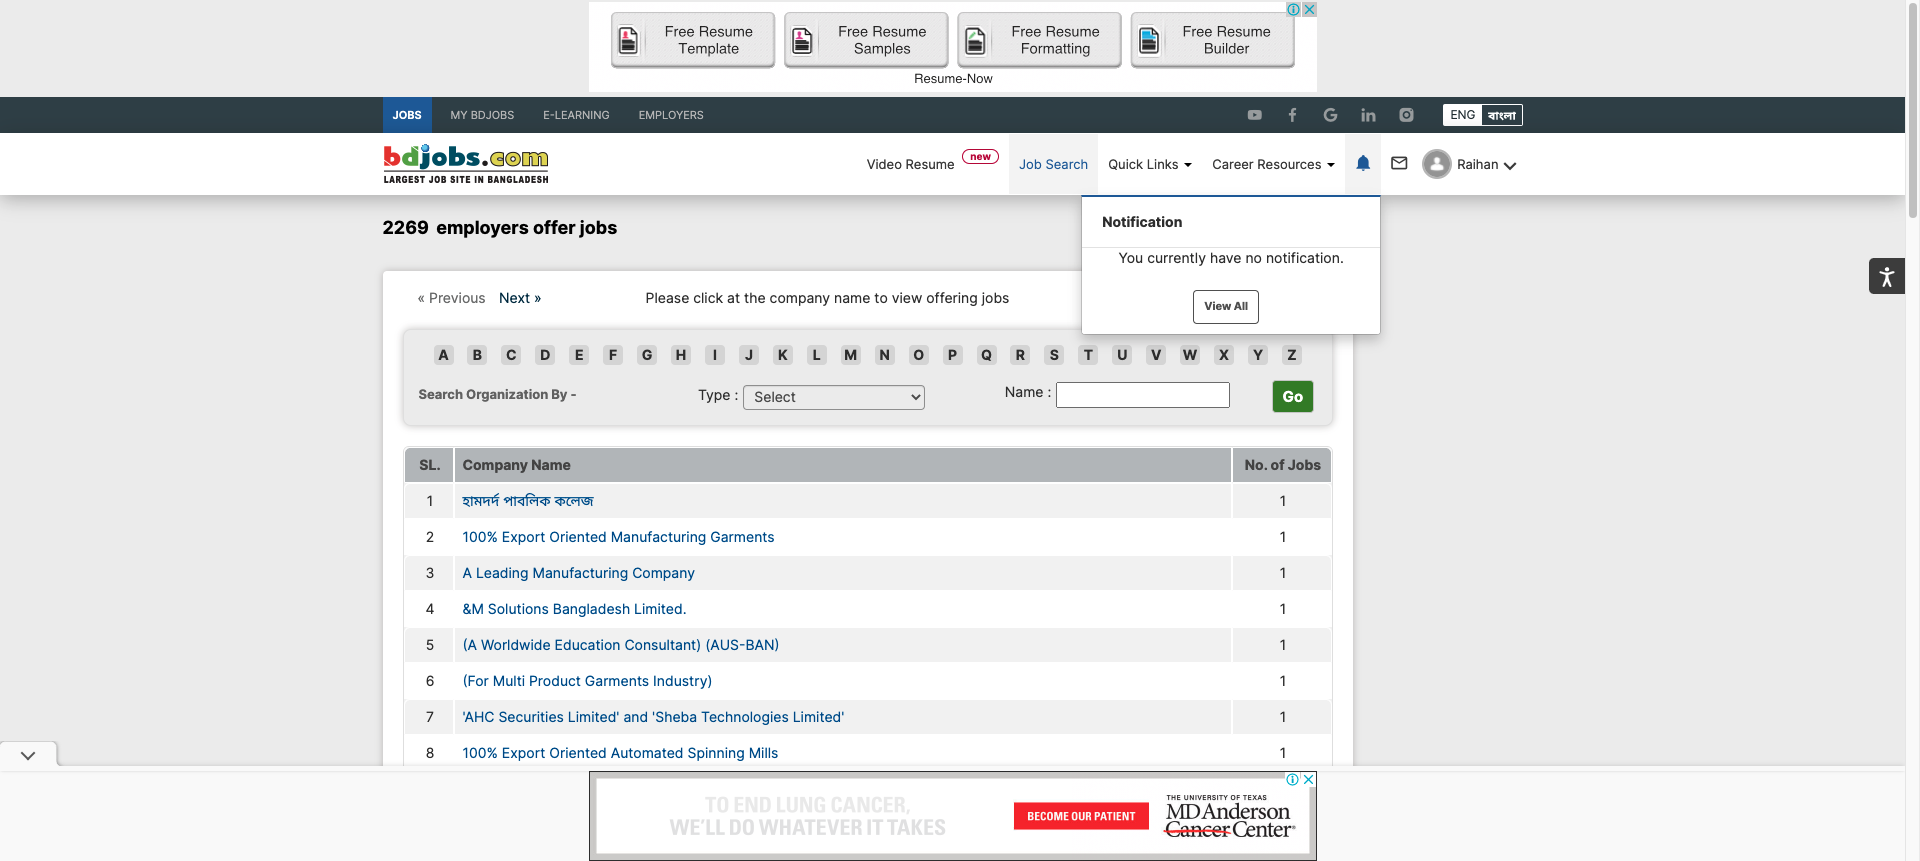 Free Resume
Template
Free Resume
Samples
Free Resume
Formatting
Free Resume
Builder
Resume-Now
JOBS
MY BDJOBS
E-LEARNING
EMPLOYERS
ENG
বাংলা
bdjobs.com
LARGEST JOB SITE IN BANGLADESH
Video Resume
new
Job Search
Quick Links
Career Resources
Raihan
2269 employers offer jobs
Notification
You currently have no notification.
View All
« Previous
Next »
Please click at the company name to view offering jobs
A B C D E F G H I J K L M N O P Q R S T U V W X Y Z
Search Organization By -
Type :
Select
Name :
Go
SL. Company Name No. of Jobs
1 হামদর্দ পাবলিক কলেজ 1
2 100% Export Oriented Manufacturing Garments 1
3 A Leading Manufacturing Company 1
4 &M Solutions Bangladesh Limited. 1
5 (A Worldwide Education Consultant) (AUS-BAN) 1
6 (For Multi Product Garments Industry) 1
7 'AHC Securities Limited' and 'Sheba Technologies Limited' 1
8 100% Export Oriented Automated Spinning Mills 1
TO END LUNG CANCER,
WE'LL DO WHATEVER IT TAKES
BECOME OUR PATIENT
THE UNIVERSITY OF TEXAS
MD Anderson
Cancer Center